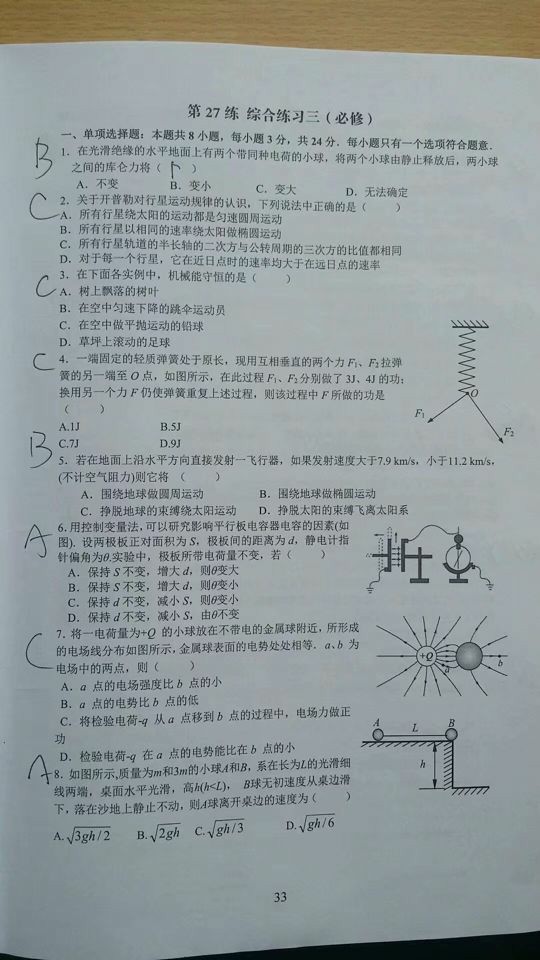 第 27 练 综合练习三（必修）
一、单项选择题：本题共 8 小题，每小题 3 分，共 24 分．每小题只有一个选项符合题意．
B
1．在光滑绝缘的水平地面上有两个带同种电荷的小球，将两个小球由静止释放后，两小球
之间的库仑力将（ ）
A．不变 B．变小 C．变大 D．无法确定
C
2．关于开普勒对行星运动规律的认识，下列说法中正确的是（ ）
A．所有行星绕太阳的运动都是匀速圆周运动
B．所有行星以相同的速率绕太阳做椭圆运动
C．所有行星轨道的半长轴的二次方与公转周期的三次方的比值都相同
D．对于每一个行星，它在近日点时的速率均大于在远日点的速率
C
3．在下面各实例中，机械能守恒的是（ ）
A．树上飘落的树叶
B．在空中匀速下降的跳伞运动员
C．在空中做平抛运动的铅球
D．草坪上滚动的足球
C
4．一端固定的轻质弹簧处于原长，现用互相垂直的两个力 F₁、F₂拉弹
簧的另一端至 O 点，如图所示，在此过程 F₁、F₂分别做了 3J、4J 的功；
换用另一个力 F 仍使弹簧重复上述过程，则该过程中 F 所做的功是
（ ）
A.1J B.5J
C.7J D.9J
O
F₁
F₂
B
5．若在地面上沿水平方向直接发射一飞行器，如果发射速度大于7.9 km/s，小于11.2 km/s，
(不计空气阻力)则它将 （ ）
A．围绕地球做圆周运动 B．围绕地球做椭圆运动
C．挣脱地球的束缚绕太阳运动 D．挣脱太阳的束缚飞离太阳系
A
6.用控制变量法，可以研究影响平行板电容器电容的因素(如
图)．设两极板正对面积为 S，极板间的距离为 d，静电计指
针偏角为θ.实验中，极板所带电荷量不变，若（ ）
A．保持 S 不变，增大 d，则θ变大
B．保持 S 不变，增大 d，则θ变小
C．保持 d 不变，减小 S，则θ变小
D．保持 d 不变，减小 S，由θ不变
C
7．将一电荷量为+Q 的小球放在不带电的金属球附近，所形成
的电场线分布如图所示，金属球表面的电势处处相等．a、b 为
电场中的两点，则（ ）
A．a 点的电场强度比 b 点的小
B．a 点的电势比 b 点的低
C．将检验电荷-q 从 a 点移到 b 点的过程中，电场力做正
功
D．检验电荷-q 在 a 点的电势能比在 b 点的小
+Q
a
b
A
8. 如图所示,质量为m和3m的小球A和B，系在长为L的光滑细
线两端，桌面水平光滑，高h(h<L)， B球无初速度从桌边滑
下，落在沙地上静止不动，则A球离开桌边的速度为（ ）
A. √3gh/2 B. √2gh C. √gh/3 D. √gh/6
A L B
h
33